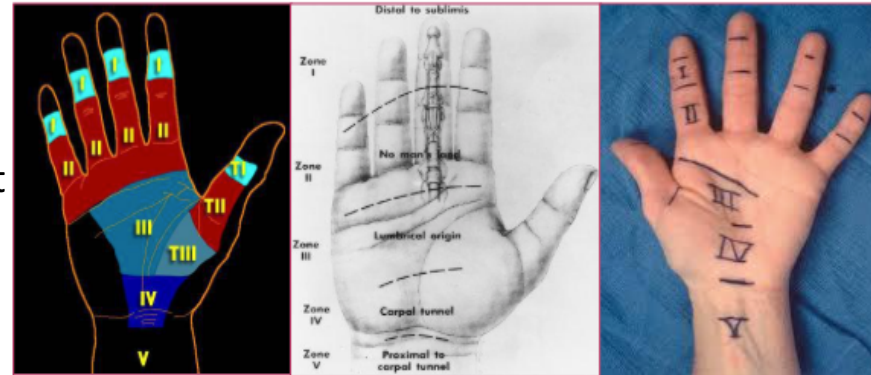 t
I
I
I
I
TI
II
II
II
II
TII
III
TIII
IV
V
Distal to sublimis
Zone
I
No man's land
Zone
II
Lumbrical origin
Zone
III
Zone
IV
Carpal tunnel
Zone
V
Proximal to
carpal tunnel
I
II
III
IV
V